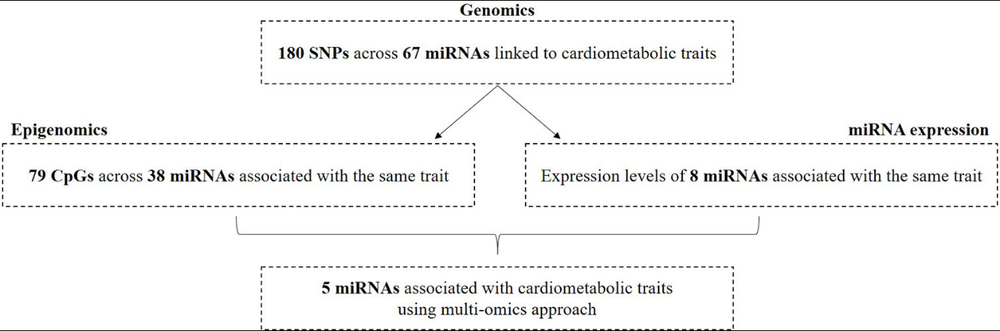 Genomics
180 SNPs across 67 miRNAs linked to cardiometabolic traits
Epigenomics
79 CpGs across 38 miRNAs associated with the same trait
miRNA expression
Expression levels of 8 miRNAs associated with the same trait
5 miRNAs associated with cardiometabolic traits
using multi-omics approach